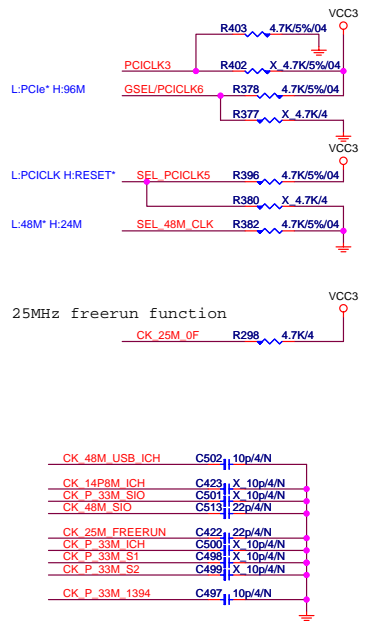 VCC3
R403 4.7K/5%/04
PCICLK3 R402 X_4.7K/5%/04
L:PCIe* H:96M GSEL/PCICLK6 R378 4.7K/5%/04
R377 X_4.7K/4
VCC3
L:PCICLK H:RESET* SEL_PCICLK5 R396 4.7K/5%/04
R380 X_4.7K/4
L:48M* H:24M SEL_48M_CLK R382 4.7K/5%/04
VCC3
25MHz freerun function
CK_25M_0F R298 4.7K/4
CK_48M_USB_ICH C502 10p/4/N
CK_14P8M_ICH C423 X_10p/4/N
CK_P_33M_SIO C501 X_10p/4/N
CK_48M_SIO C513 22p/4/N
CK_25M_FREERUN C422 22p/4/N
CK_P_33M_ICH C500 X_10p/4/N
CK_P_33M_S1 C498 X_10p/4/N
CK_P_33M_S2 C499 X_10p/4/N
CK_P_33M_1394 C497 10p/4/N